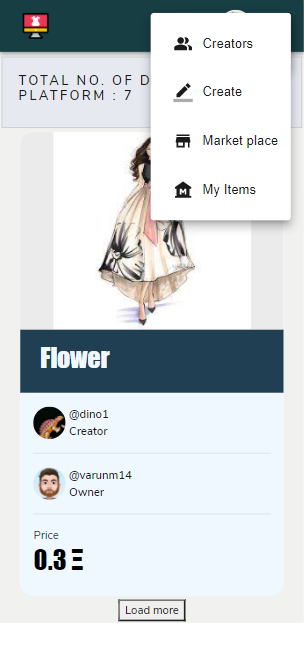 TOTAL NO. OF D
PLATFORM : 7
Creators
Create
Market place
My Items
Flower
@dino1
Creator
@varunm14
Owner
Price
0.3 Ξ
Load more